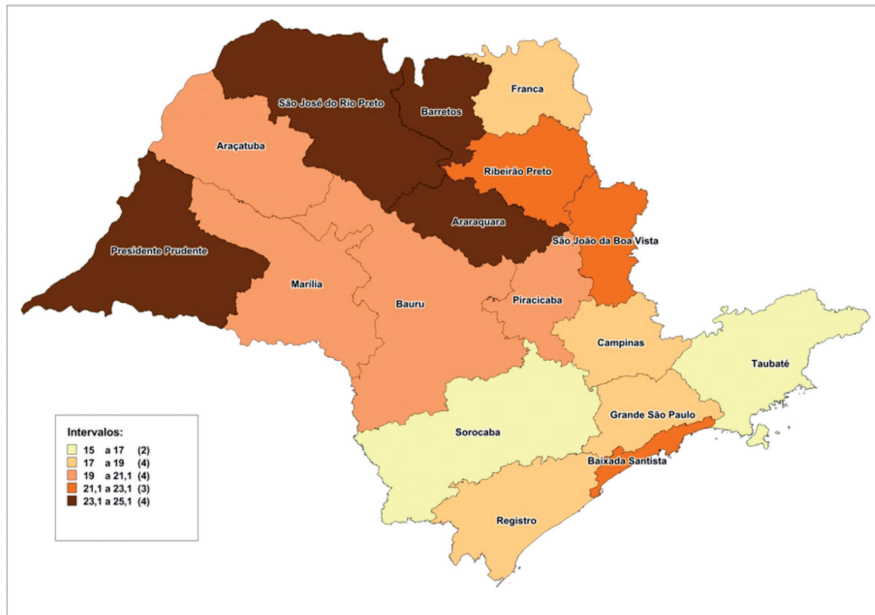 Franca
São José do Rio Preto
Barretos
Araçatuba
Ribeirão Preto
Araraquara
São João da Boa Vista
Presidente Prudente
Marília
Bauru
Piracicaba
Campinas
Taubaté
Grande São Paulo
Sorocaba
Baixada Santista
Registro
Intervalos:
15 a 17 (2)
17 a 19 (4)
19 a 21,1 (4)
21,1 a 23,1 (3)
23,1 a 25,1 (4)